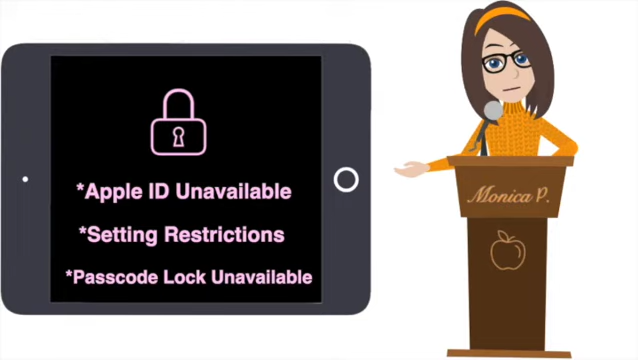 *Apple ID Unavailable
*Setting Restrictions
*Passcode Lock Unavailable
Monica P.